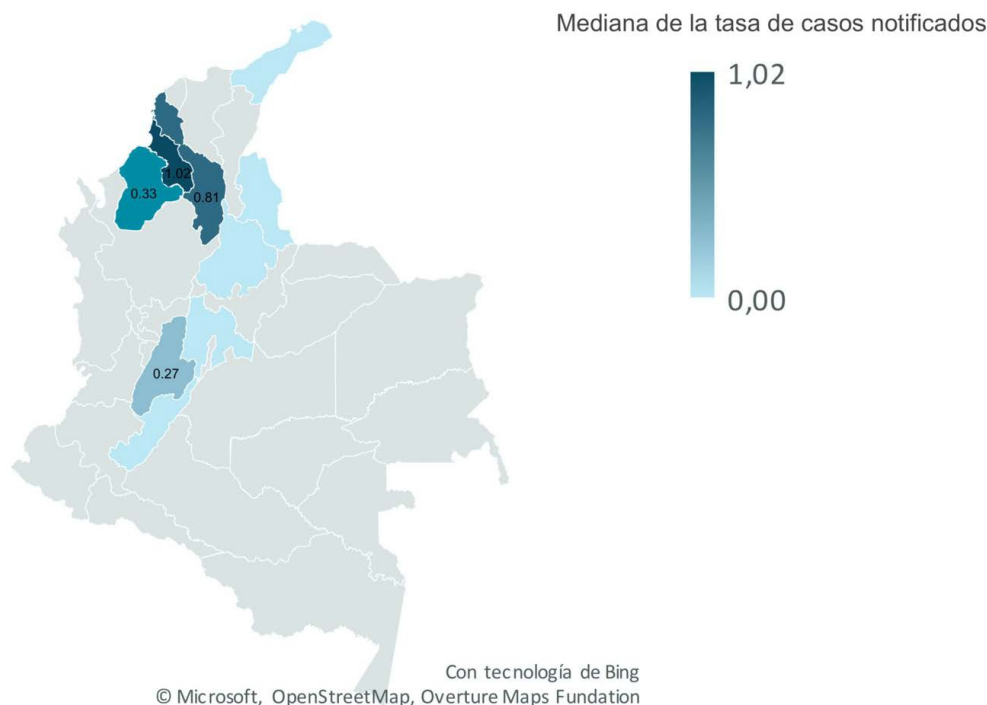 Mediana de la tasa de casos notificados
1,02
0,00
1.02
0.33
0.81
0.27
Con tecnología de Bing
© Microsoft, OpenStreetMap, Overture Maps Fundation